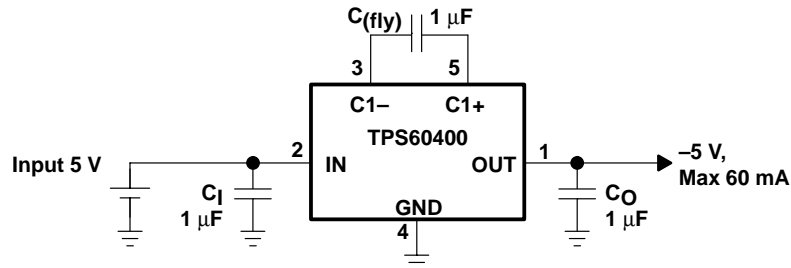 C(fly) 1 μF
3 5
C1– C1+
TPS60400
Input 5 V 2 IN OUT 1 –5 V,
Max 60 mA
CI
1 μF
GND
4
CO
1 μF